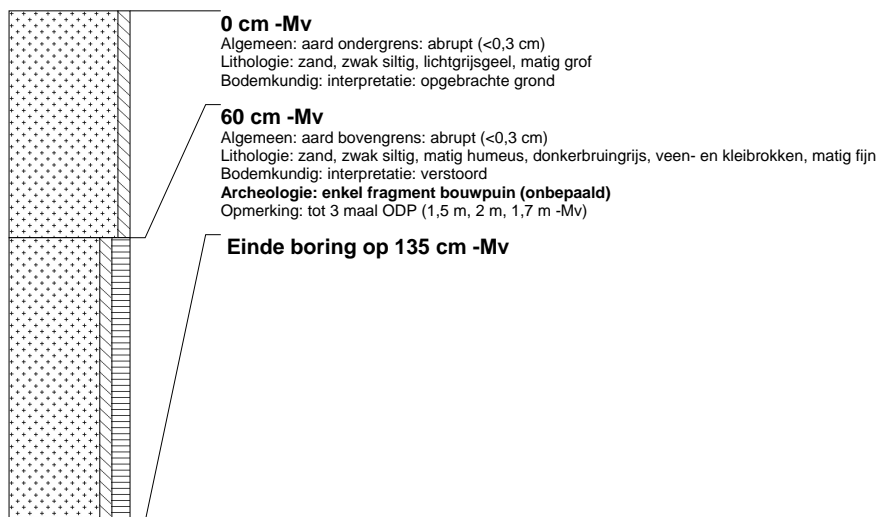 0 cm -Mv
Algemeen: aard ondergrens: abrupt (<0,3 cm)
Lithologie: zand, zwak siltig, lichtgrijsgeel, matig grof
Bodemkundig: interpretatie: opgebrachte grond
60 cm -Mv
Algemeen: aard bovengrens: abrupt (<0,3 cm)
Lithologie: zand, zwak siltig, matig humeus, donkerbruingrijs, veen- en kleibrokken, matig fijn
Bodemkundig: interpretatie: verstoord
Archeologie: enkel fragment bouwpuin (onbepaald)
Opmerking: tot 3 maal ODP (1,5 m, 2 m, 1,7 m -Mv)
Einde boring op 135 cm -Mv